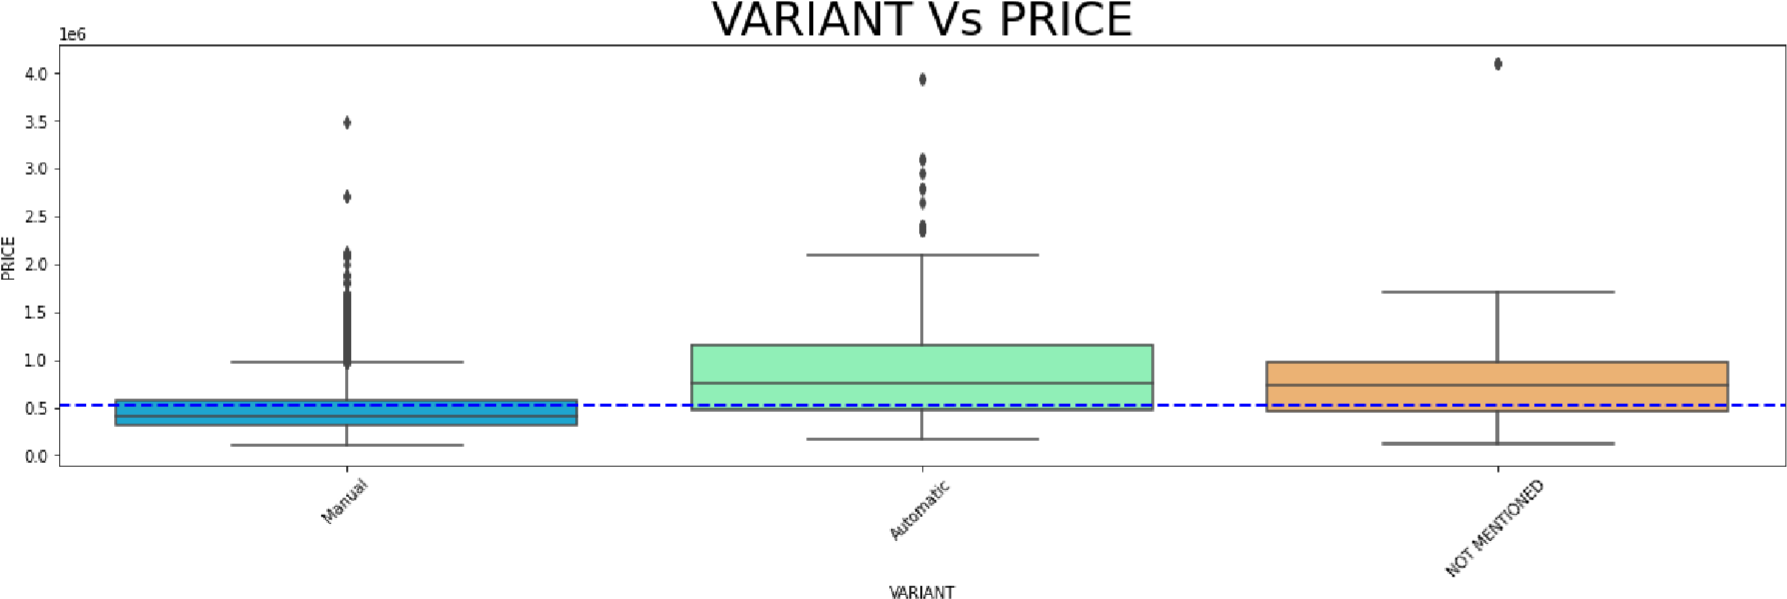 VARIANT Vs PRICE
1e6
4.0
3.5
3.0
2.5
2.0
1.5
1.0
0.5
0.0
PRICE
Manual
Automatic
NOT MENTIONED
VARIANT